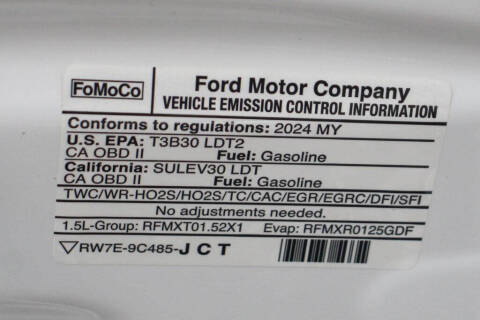 FoMoCo
Ford Motor Company
VEHICLE EMISSION CONTROL INFORMATION
Conforms to regulations: 2024 MY
U.S. EPA: T3B30 LDT2
CA OBD II Fuel: Gasoline
California: SULEV30 LDT
CA OBD II Fuel: Gasoline
TWC/WR-HO2S/HO2S/TC/CAC/EGR/EGRC/DFI/SFI
No adjustments needed.
1.5L-Group: RFMXT01.52X1 Evap: RFMXR0125GDF
RW7E-9C485-JCT